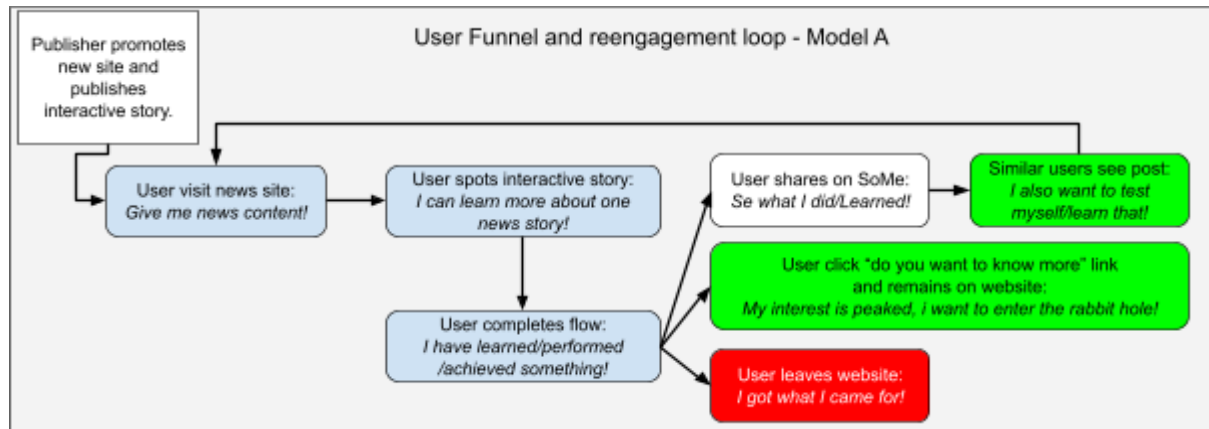 Publisher promotes
new site and
publishes
interactive story.
User Funnel and reengagement loop - Model A
User visit news site:
Give me news content!
User spots interactive story:
I can learn more about one
news story!
User shares on SoMe:
Se what I did/Learned!
Similar users see post:
I also want to test
myself/learn that!
User click “do you want to know more” link
and remains on website:
My interest is peaked, i want to enter the rabbit hole!
User completes flow:
I have learned/performed
/achieved something!
User leaves website:
I got what I came for!